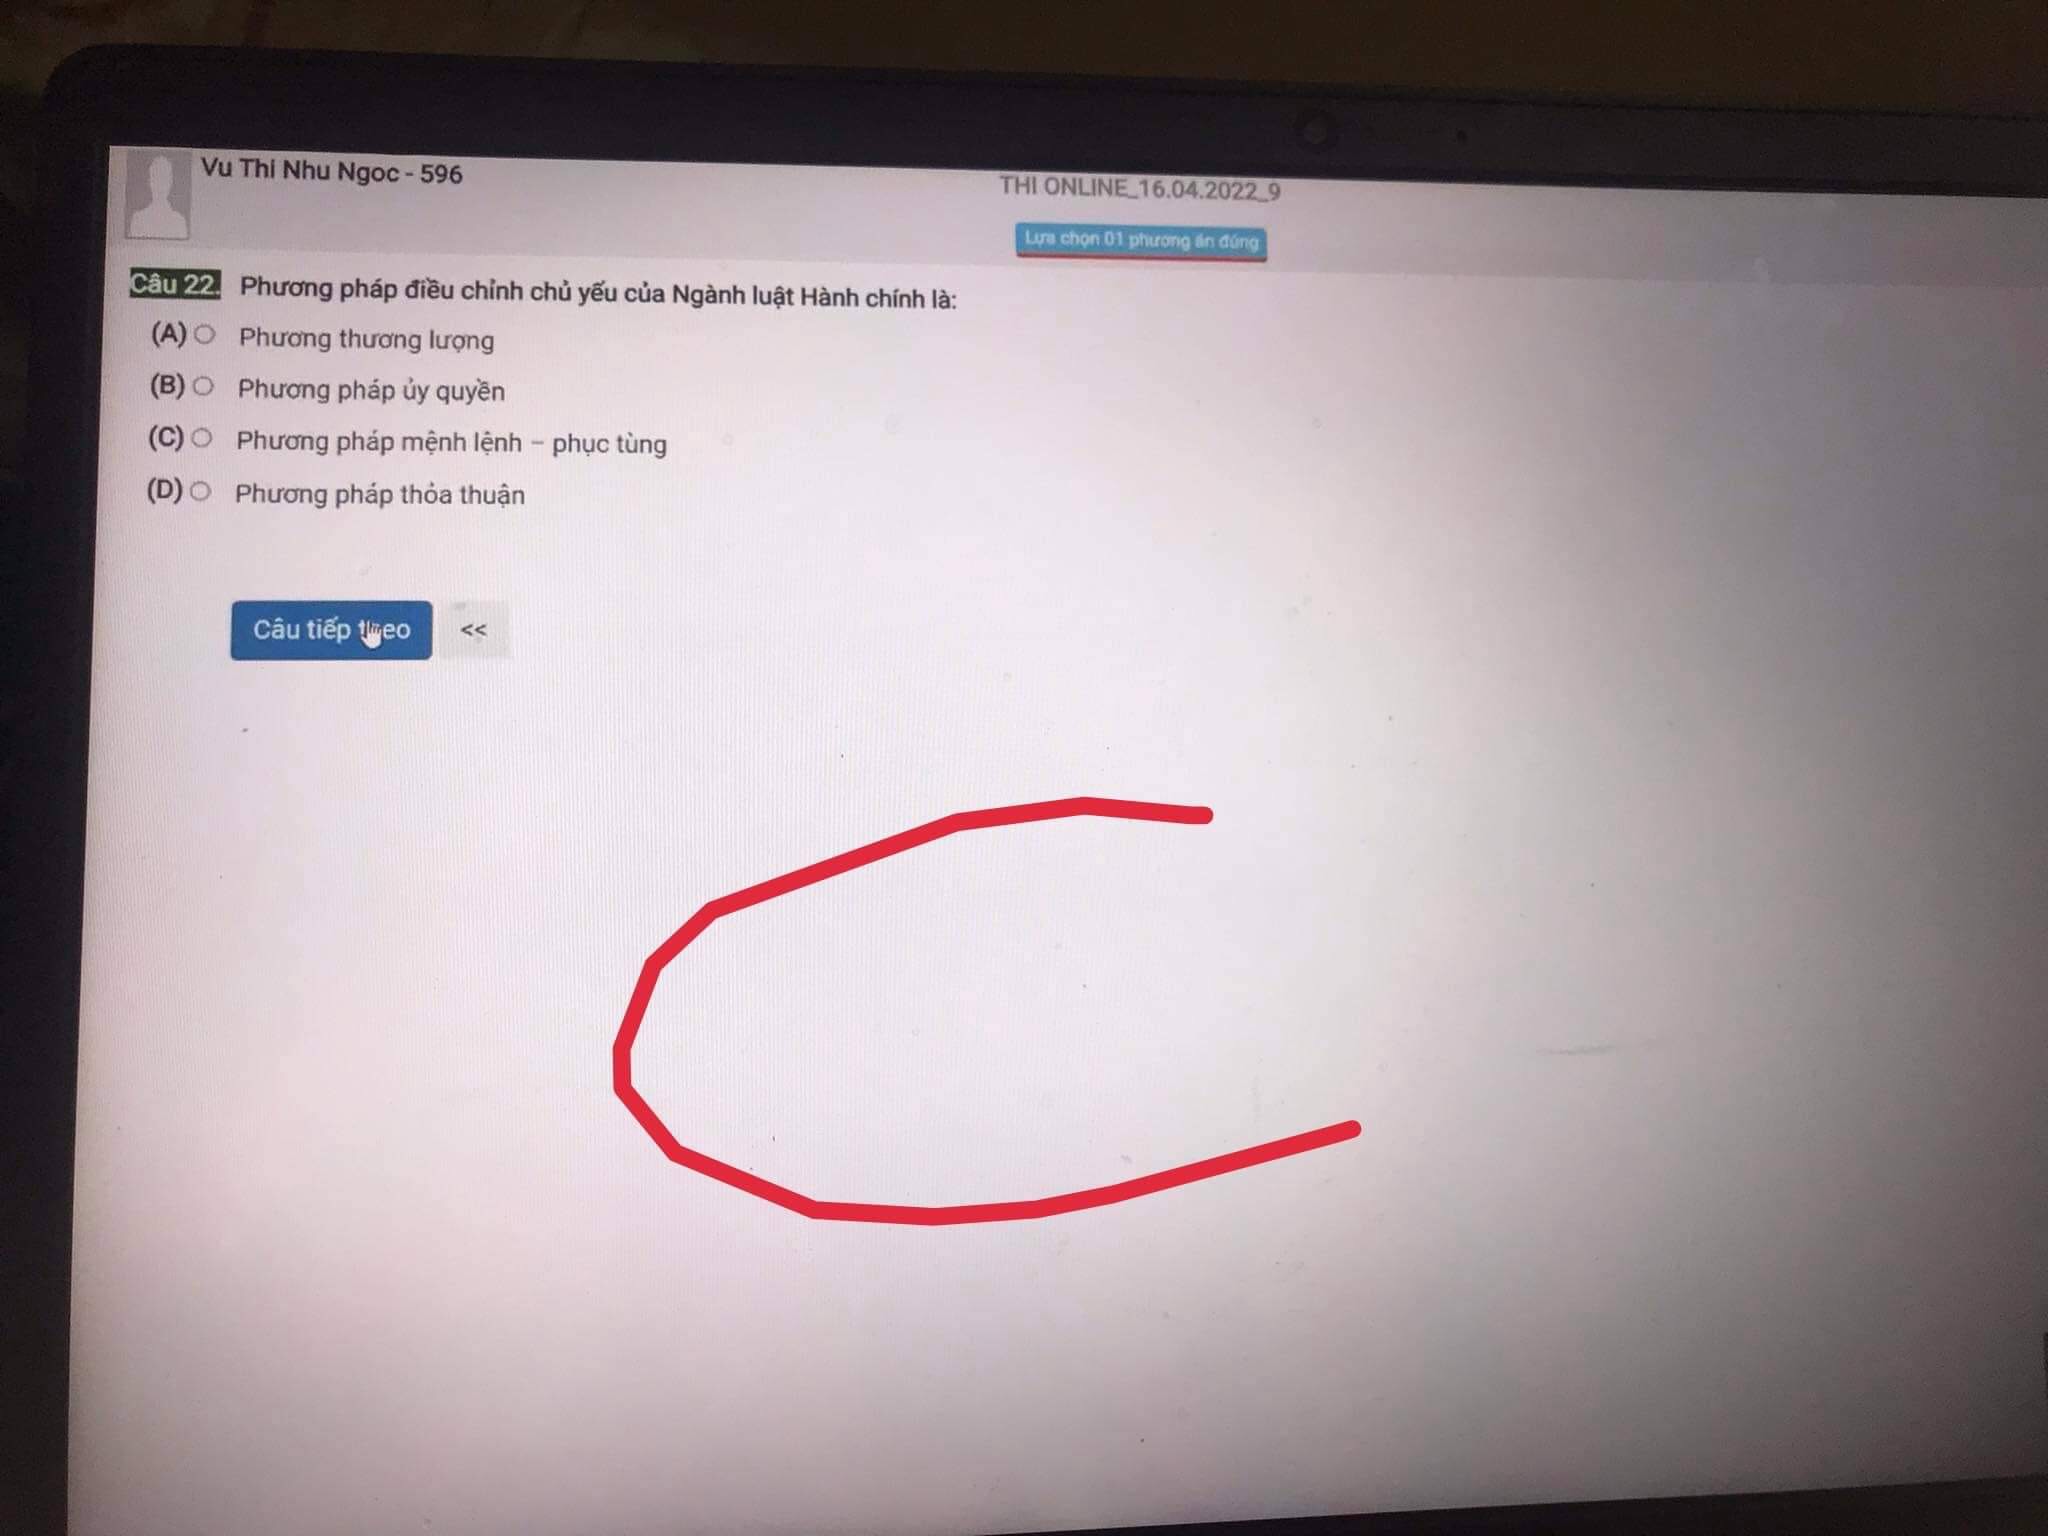 Vu Thi Nhu Ngoc - 596
THI ONLINE_16.04.2022_9
Lựa chọn 01 phương án đúng
Câu 22. Phương pháp điều chỉnh chủ yếu của Ngành luật Hành chính là:
(A) Phương thương lượng
(B) Phương pháp ủy quyền
(C) Phương pháp mệnh lệnh – phục tùng
(D) Phương pháp thỏa thuận
Câu tiếp theo <<